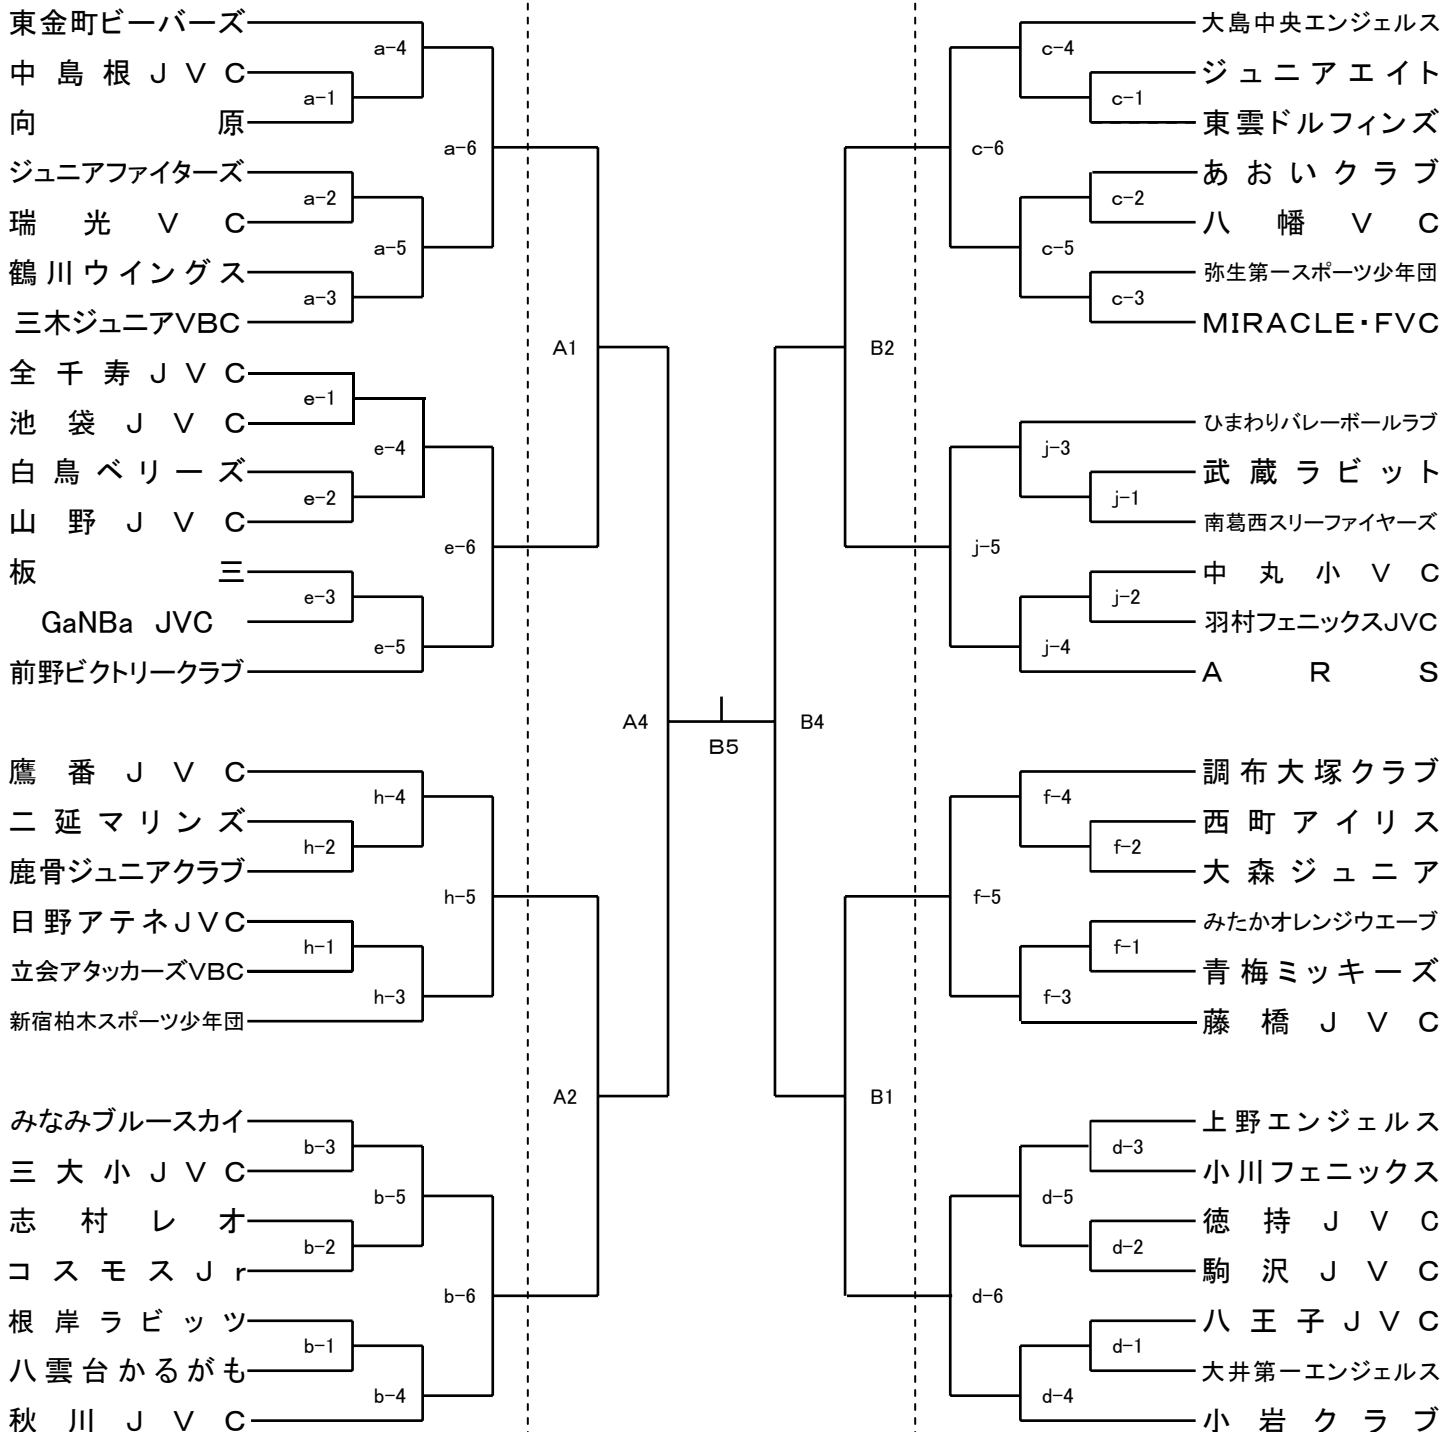 東金町ビーバーズ
a-4
中島根JVC
a-1
向原
a-6
ジュニアファイターズ
a-2
瑞光VC
a-5
鶴川ウイングス
a-3
三木ジュニアVBC
A1
全千寿JVC
e-1
池袋JVC
e-4
白鳥ベリーズ
e-2
山野JVC
e-6
板三
e-3
GaNBa JVC
e-5
前野ビクトリークラブ
A4
鷹番JVC
h-4
二延マリンズ
h-2
鹿骨ジュニアクラブ
h-5
日野アテネJVC
h-1
立会アタッカーズVBC
h-3
新宿柏木スポーツ少年団
A2
みなみブルースカイ
b-3
三大小JVC
b-5
志村レオ
b-2
コスモスJr
b-6
根岸ラビッツ
b-1
八雲台かるがも
b-4
秋川JVC
B5
大島中央エンジェルス
c-4
ジュニアエイト
c-1
東雲ドルフィンズ
c-6
あおいクラブ
c-2
八幡VC
c-5
弥生第一スポーツ少年団
c-3
MIRACLE・FVC
B2
ひまわりバレーボールラブ
j-3
武蔵ラビット
j-1
南葛西スリーファイヤーズ
j-5
中丸小VC
j-2
羽村フェニックスJVC
j-4
ARS
B4
調布大塚クラブ
f-4
西町アイリス
f-2
大森ジュニア
f-5
みたかオレンジウエーブ
f-1
青梅ミッキーズ
f-3
藤橋JVC
B1
上野エンジェルス
d-3
小川フェニックス
d-5
徳持JVC
d-2
駒沢JVC
d-6
八王子JVC
d-1
大井第一エンジェルス
d-4
小岩クラブ